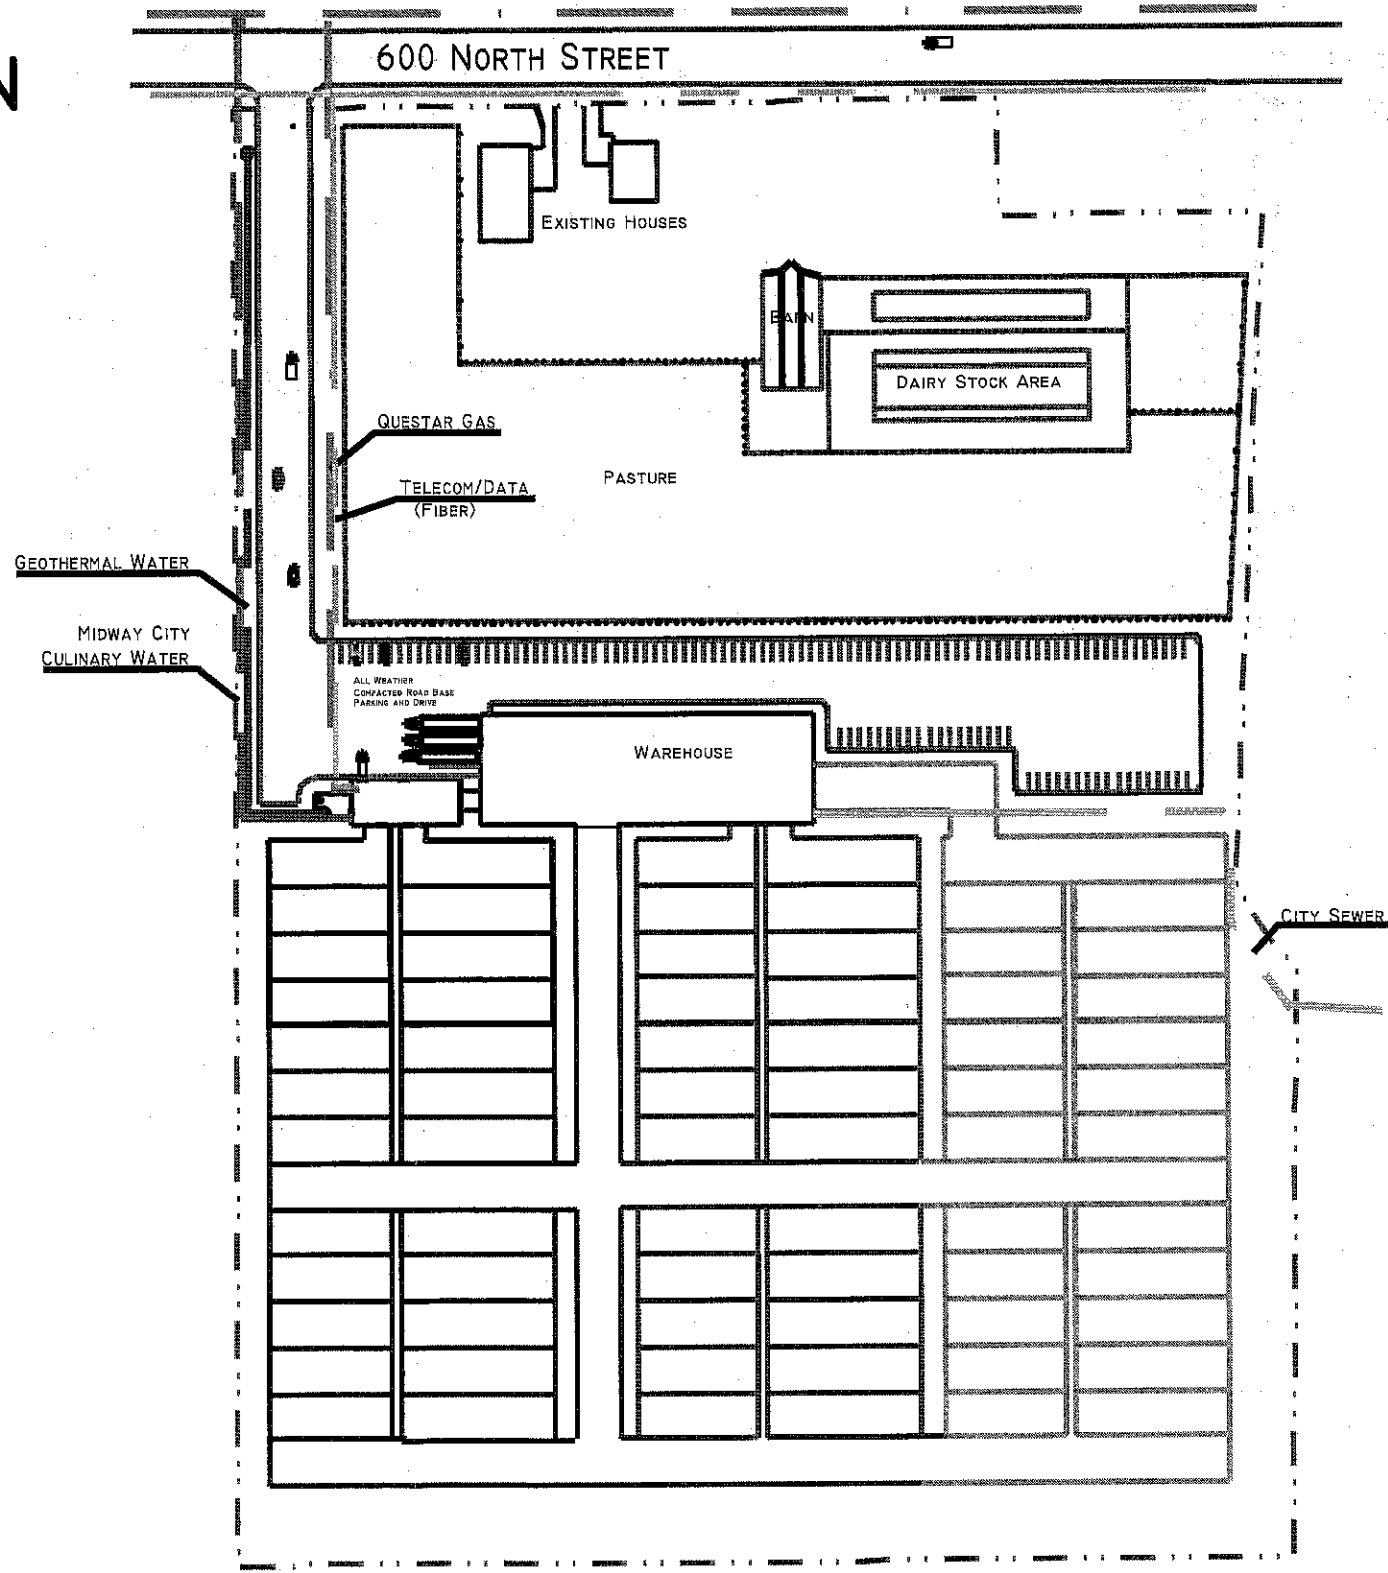 N
600 NORTH STREET
EXISTING HOUSES
BARN
DAIRY STOCK AREA
QUESTAR GAS
PASTURE
TELECOM/DATA
(FIBER)
GEOTHERMAL WATER
MIDWAY CITY
CULINARY WATER
ALL WEATHER
COMPACTED ROAD BASE
PARKING AND DRIVE
WAREHOUSE
CITY SEWER